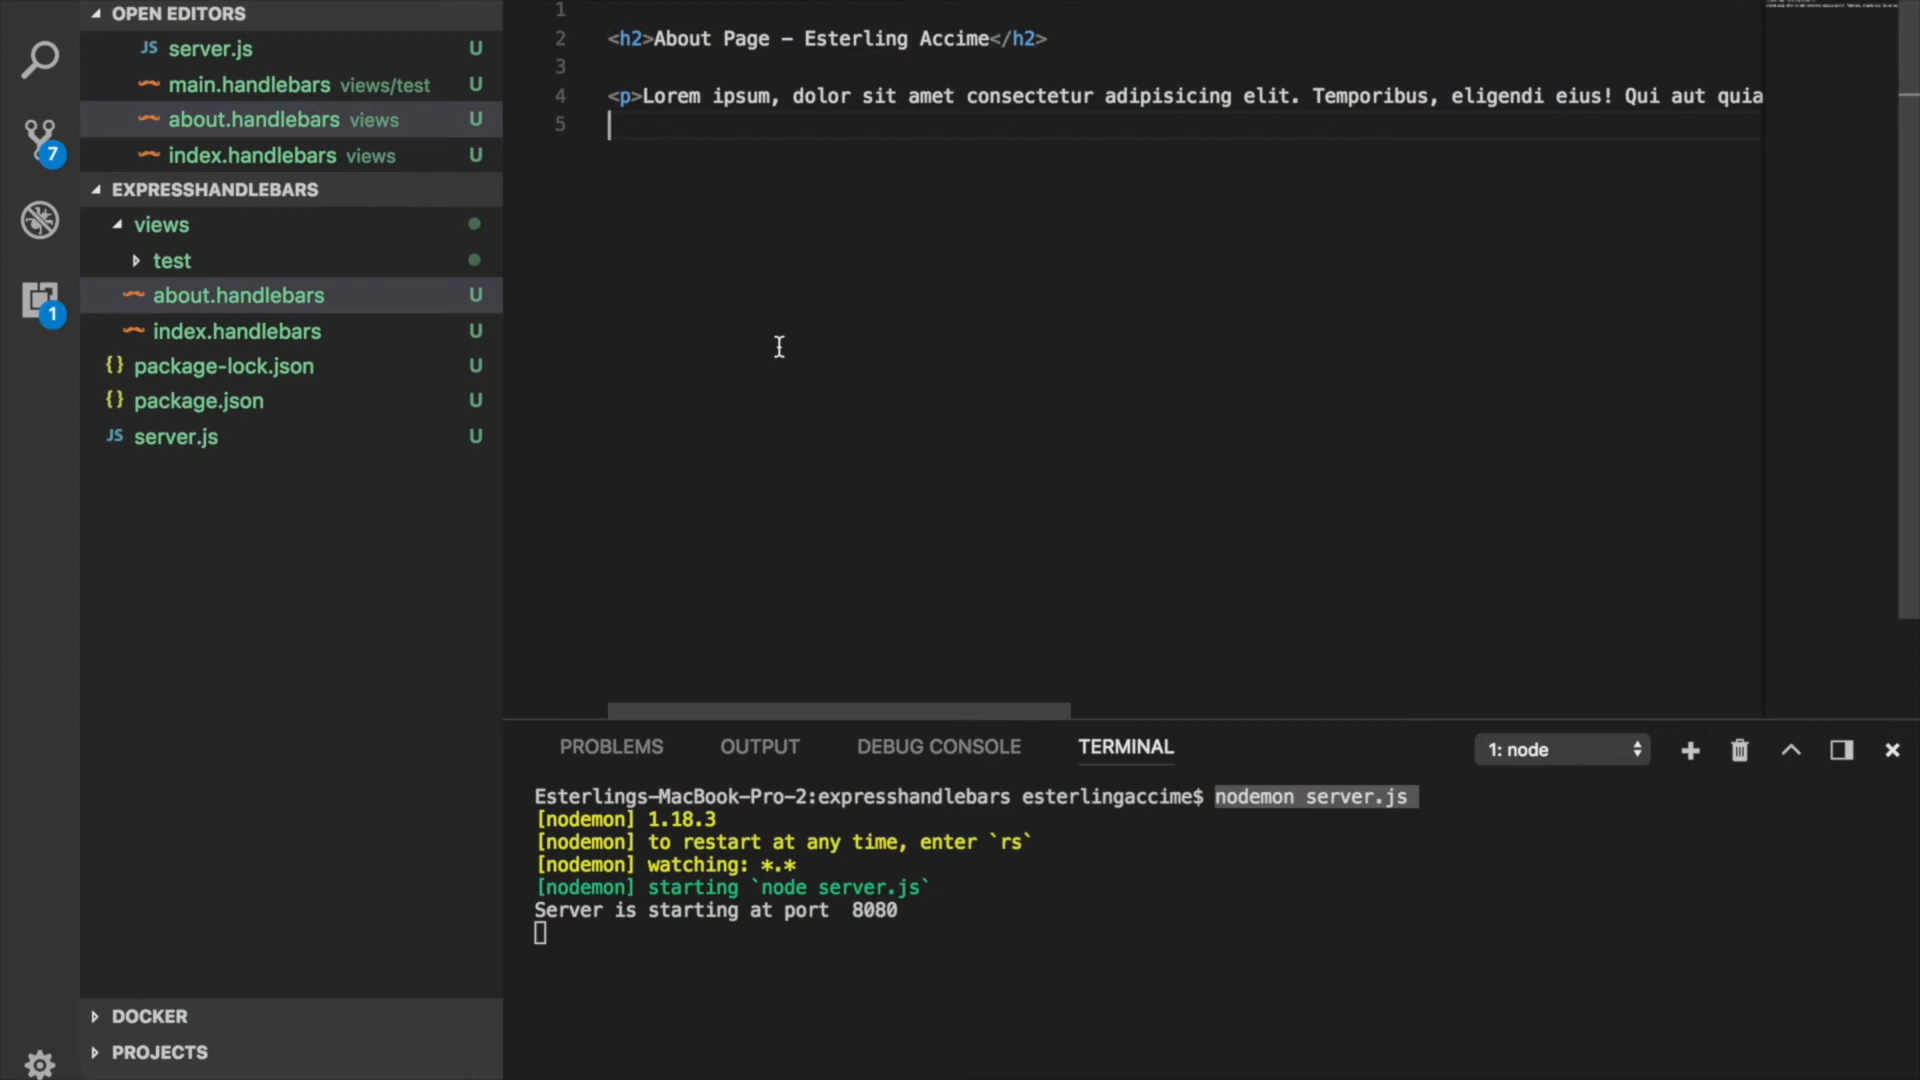 OPEN EDITORS
JS server.js U
main.handlebars views/test U
about.handlebars views U
index.handlebars views U
EXPRESSHANDLEBARS
views
test
about.handlebars U
index.handlebars U
{} package-lock.json U
{} package.json U
JS server.js U
DOCKER
PROJECTS
7
1
1
2 <h2>About Page – Esterling Accime</h2>
3
4 <p>Lorem ipsum, dolor sit amet consectetur adipisicing elit. Temporibus, eligendi eius! Qui aut quia
5
PROBLEMS OUTPUT DEBUG CONSOLE TERMINAL 1: node
Esterlings-MacBook-Pro-2:expresshandlebars esterlingaccime$ nodemon server.js
[nodemon] 1.18.3
[nodemon] to restart at any time, enter `rs`
[nodemon] watching: *.*
[nodemon] starting `node server.js`
Server is starting at port  8080